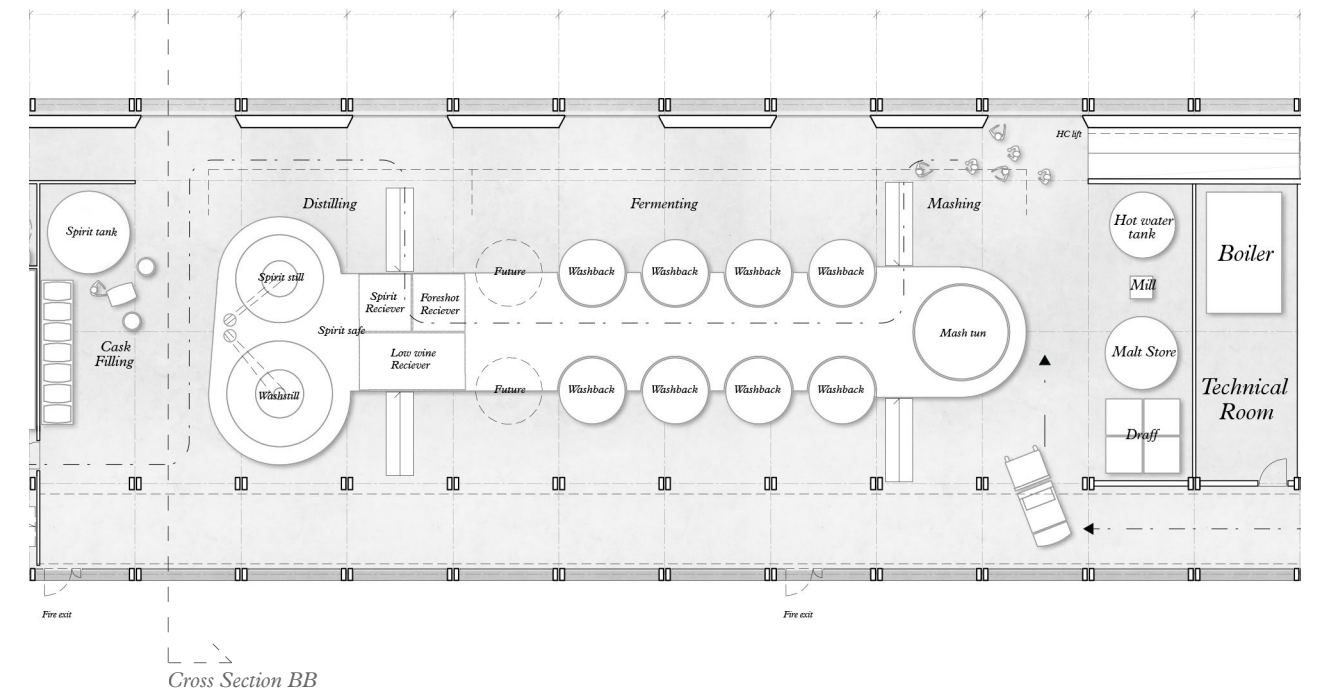 HC lift
Distilling
Fermenting
Mashing
Spirit tank
Hot water
tank
Boiler
Spirit still
Future
Washback
Washback
Washback
Washback
Mill
Spirit
Reciever
Foreshot
Reciever
Spirit safe
Mash tun
Cask
Filling
Low wine
Reciever
Malt Store
Washstill
Future
Washback
Washback
Washback
Washback
Technical
Room
Draff
Fire exit
Fire exit
Cross Section BB